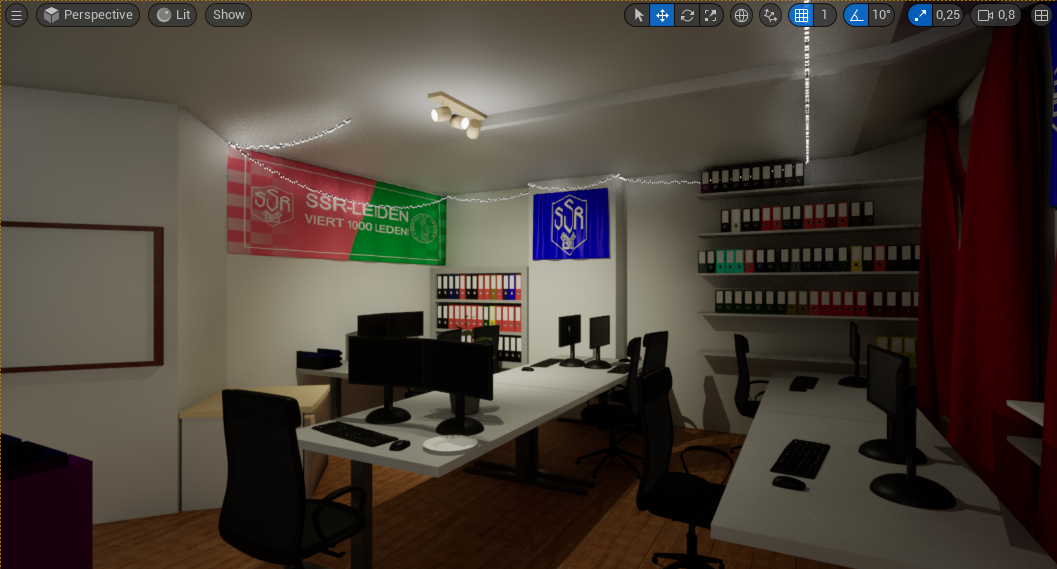 Perspective
Lit
Show
1
10°
0,25
0,8
SSR
SSR-LEIDEN
VIERT 1000 LEDEN!
SSR